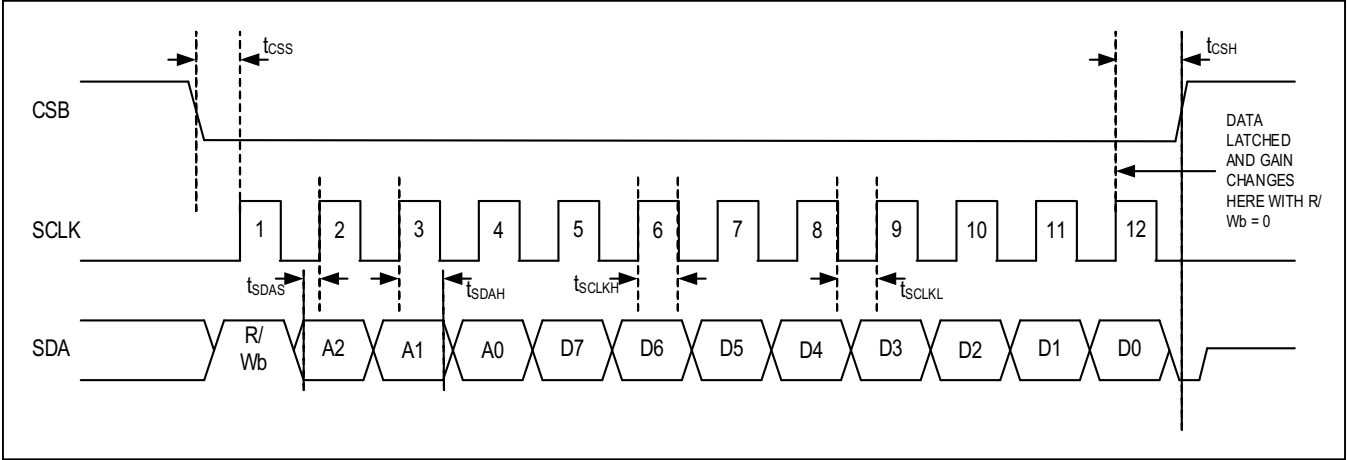 tCSS
tCSH
CSB
DATA
LATCHED
AND GAIN
CHANGES
HERE WITH R/
Wb = 0
SCLK
1 2 3 4 5 6 7 8 9 10 11 12
tSDAS
tSDAH
tSCLKH
tSCLKL
SDA
R/
Wb
A2 A1 A0 D7 D6 D5 D4 D3 D2 D1 D0